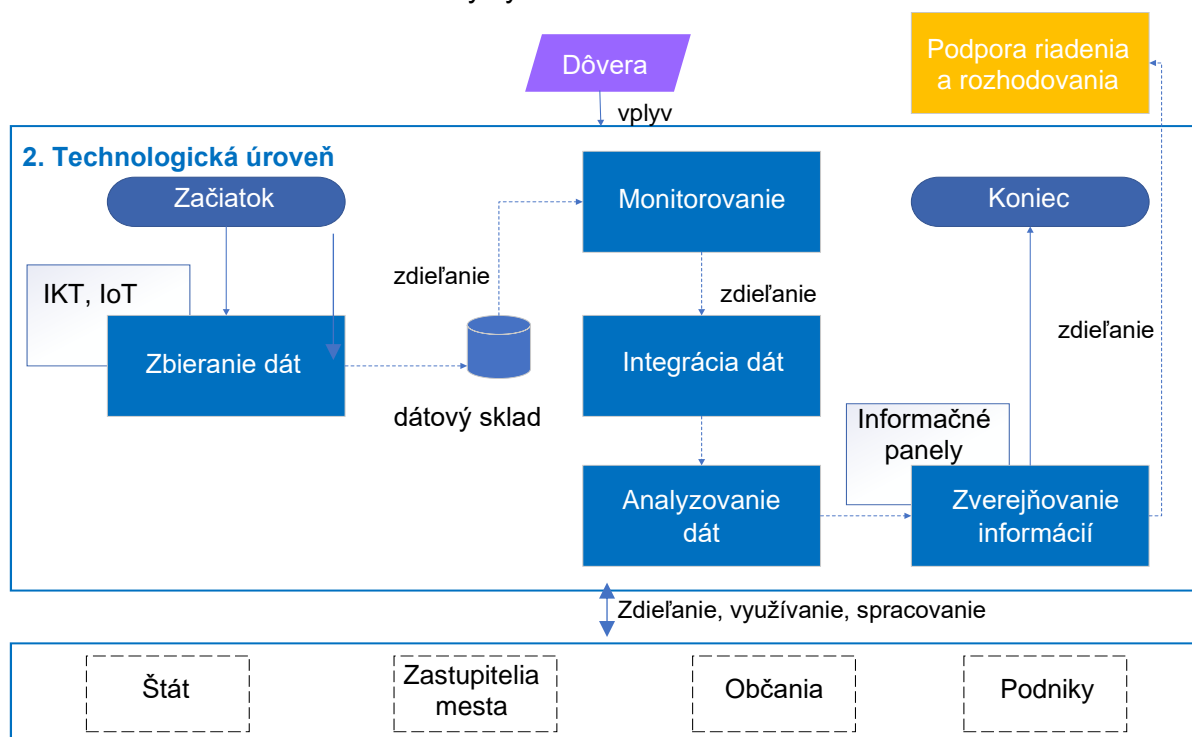 Dôvera
Podpora riadenia
a rozhodovania
vplyv
2. Technologická úroveň
Začiatok
Monitorovanie
Koniec
IKT, IoT
zdieľanie
zdieľanie
zdieľanie
Zbieranie dát
Integrácia dát
dátový sklad
Informačné
panely
Analyzovanie
dát
Zverejňovanie
informácií
Zdieľanie, využívanie, spracovanie
Štát
Zastupitelia
mesta
Občania
Podniky